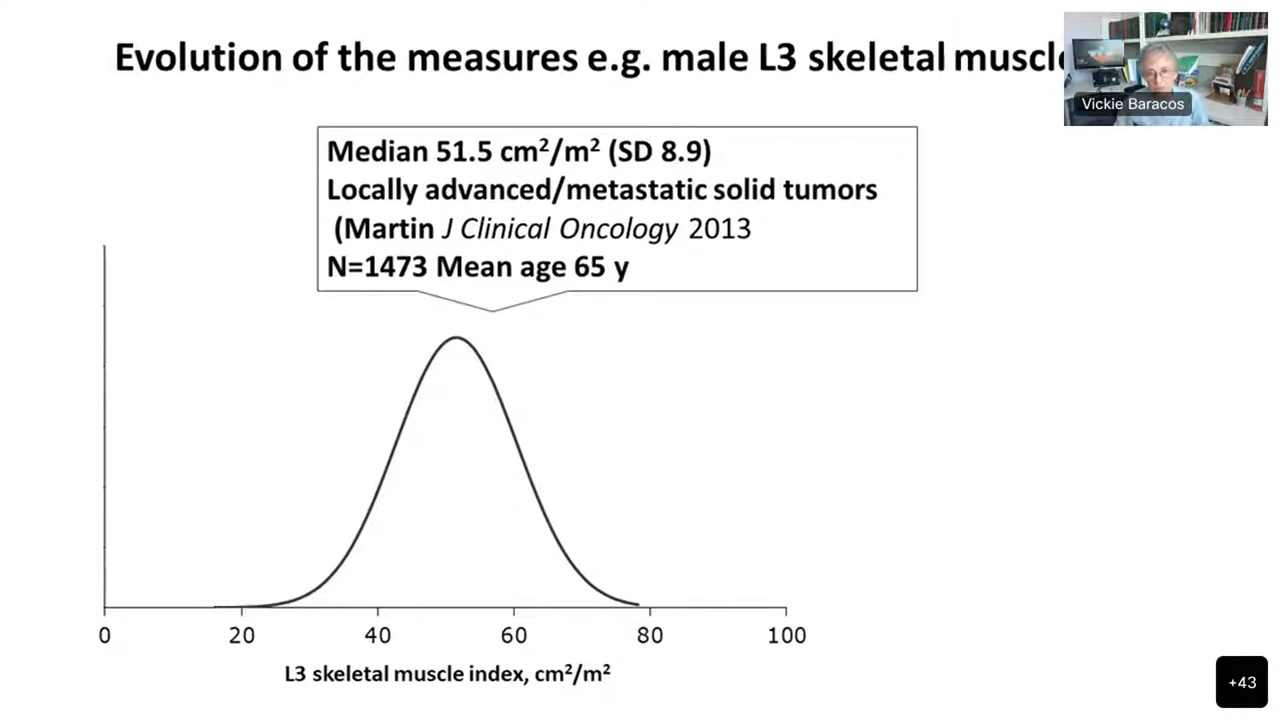 Evolution of the measures e.g. male L3 skeletal muscle
Vickie Baracos
Median 51.5 cm²/m² (SD 8.9)
Locally advanced/metastatic solid tumors
(Martin J Clinical Oncology 2013
N=1473 Mean age 65 y
0 20 40 60 80 100
L3 skeletal muscle index, cm²/m²
+43